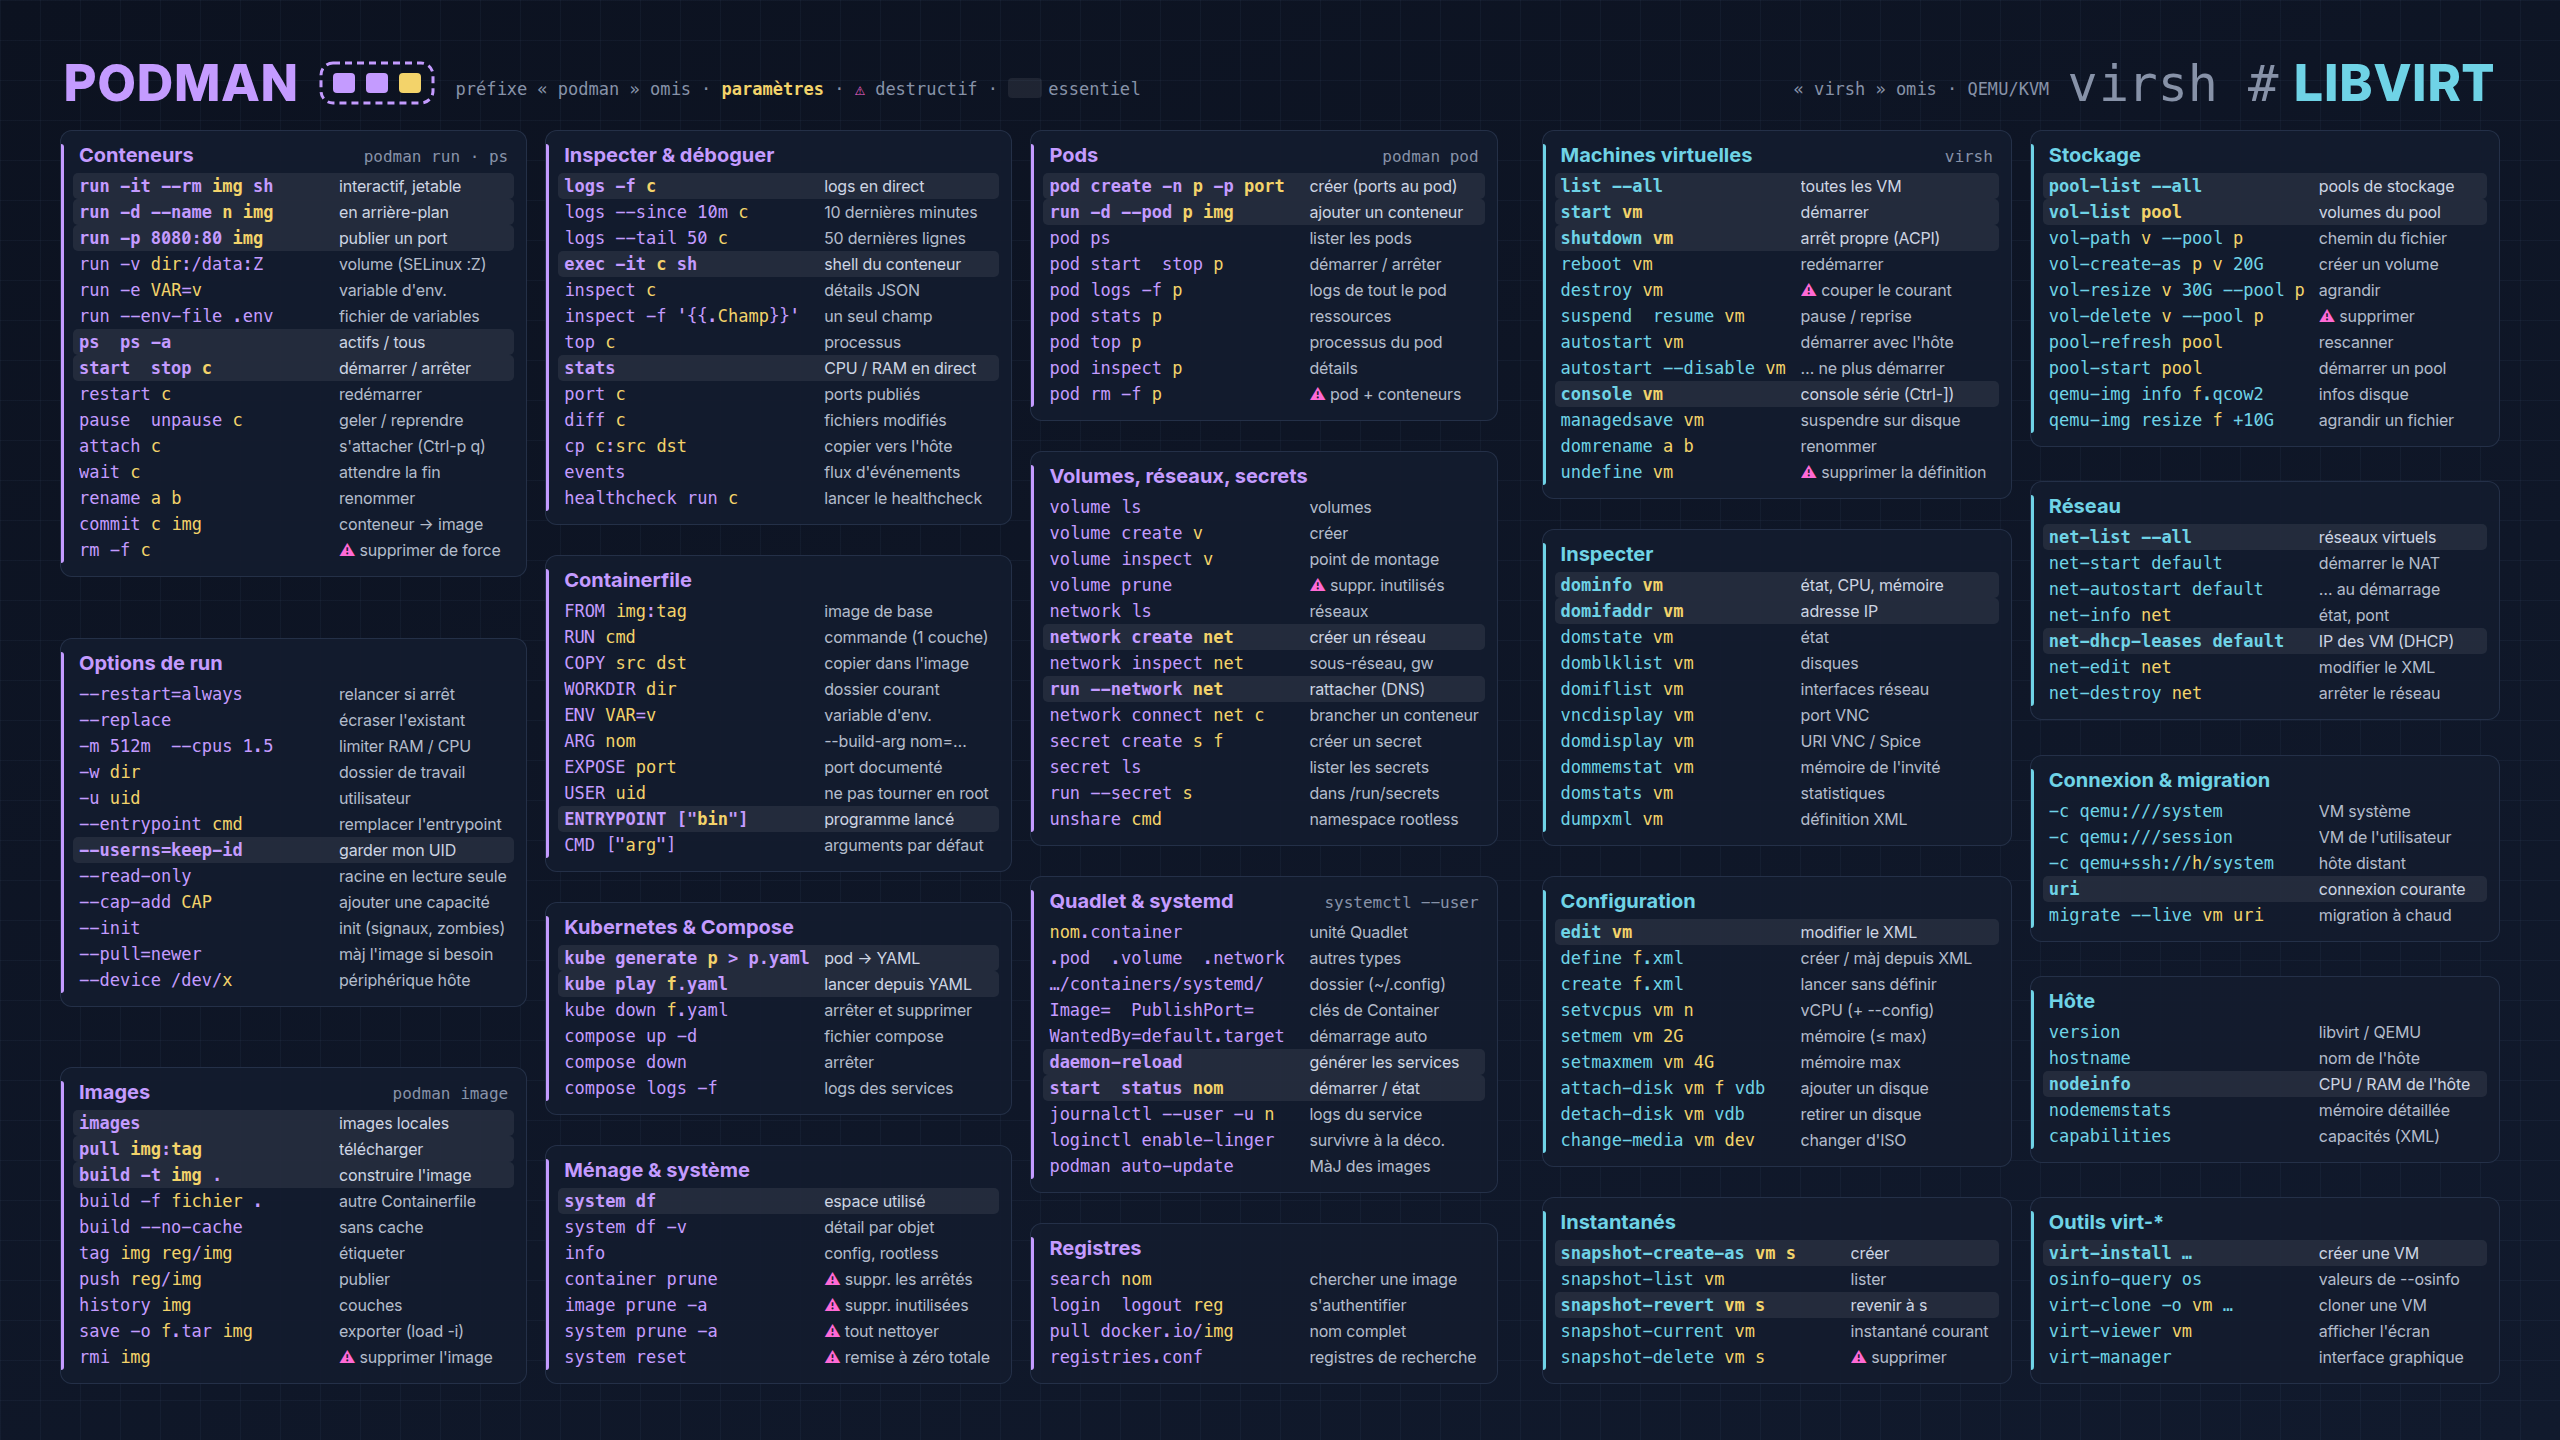 PODMAN
préfixe « podman » omis · paramètres · ⚠ destructif · essentiel
« virsh » omis · QEMU/KVM virsh # LIBVIRT
Conteneurs podman run · ps
run -it --rm img sh interactif, jetable
run -d --name n img en arrière-plan
run -p 8080:80 img publier un port
run -v dir:/data:Z volume (SELinux :Z)
run -e VAR=v variable d'env.
run --env-file .env fichier de variables
ps ps -a actifs / tous
start stop c démarrer / arrêter
restart c redémarrer
pause unpause c geler / reprendre
attach c s'attacher (Ctrl-p q)
wait c attendre la fin
rename a b renommer
commit c img conteneur → image
rm -f c ⚠ supprimer de force
Options de run
--restart=always relancer si arrêt
--replace écraser l'existant
-m 512m --cpus 1.5 limiter RAM / CPU
-w dir dossier de travail
-u uid utilisateur
--entrypoint cmd remplacer l'entrypoint
--userns=keep-id garder mon UID
--read-only racine en lecture seule
--cap-add CAP ajouter une capacité
--init init (signaux, zombies)
--pull=newer màj l'image si besoin
--device /dev/x périphérique hôte
Images podman image
images images locales
pull img:tag télécharger
build -t img . construire l'image
build -f fichier . autre Containerfile
build --no-cache sans cache
tag img reg/img étiqueter
push reg/img publier
history img couches
save -o f.tar img exporter (load -i)
rmi img ⚠ supprimer l'image
Inspecter & déboguer
logs -f c logs en direct
logs --since 10m c 10 dernières minutes
logs --tail 50 c 50 dernières lignes
exec -it c sh shell du conteneur
inspect c détails JSON
inspect -f '{{.Champ}}' un seul champ
top c processus
stats CPU / RAM en direct
port c ports publiés
diff c fichiers modifiés
cp c:src dst copier vers l'hôte
events flux d'événements
healthcheck run c lancer le healthcheck
Containerfile
FROM img:tag image de base
RUN cmd commande (1 couche)
COPY src dst copier dans l'image
WORKDIR dir dossier courant
ENV VAR=v variable d'env.
ARG nom --build-arg nom=…
EXPOSE port port documenté
USER uid ne pas tourner en root
ENTRYPOINT ["bin"] programme lancé
CMD ["arg"] arguments par défaut
Kubernetes & Compose
kube generate p > p.yaml pod → YAML
kube play f.yaml lancer depuis YAML
kube down f.yaml arrêter et supprimer
compose up -d fichier compose
compose down arrêter
compose logs -f logs des services
Ménage & système
system df espace utilisé
system df -v détail par objet
info config, rootless
container prune ⚠ suppr. les arrêtés
image prune -a ⚠ suppr. inutilisées
system prune -a ⚠ tout nettoyer
system reset ⚠ remise à zéro totale
Pods podman pod
pod create -n p -p port créer (ports au pod)
run -d --pod p img ajouter un conteneur
pod ps lister les pods
pod start stop p démarrer / arrêter
pod logs -f p logs de tout le pod
pod stats p ressources
pod top p processus du pod
pod inspect p détails
pod rm -f p ⚠ pod + conteneurs
Volumes, réseaux, secrets
volume ls volumes
volume create v créer
volume inspect v point de montage
volume prune ⚠ suppr. inutilisés
network ls réseaux
network create net créer un réseau
network inspect net sous-réseau, gw
run --network net rattacher (DNS)
network connect net c brancher un conteneur
secret create s f créer un secret
secret ls lister les secrets
run --secret s dans /run/secrets
unshare cmd namespace rootless
Quadlet & systemd systemctl --user
nom.container unité Quadlet
.pod .volume .network autres types
…/containers/systemd/ dossier (~/.config)
Image= PublishPort= clés de Container
WantedBy=default.target démarrage auto
daemon-reload générer les services
start status nom démarrer / état
journalctl --user -u n logs du service
loginctl enable-linger survivre à la déco.
podman auto-update MàJ des images
Registres
search nom chercher une image
login logout reg s'authentifier
pull docker.io/img nom complet
registries.conf registres de recherche
Machines virtuelles virsh
list --all toutes les VM
start vm démarrer
shutdown vm arrêt propre (ACPI)
reboot vm redémarrer
destroy vm ⚠ couper le courant
suspend resume vm pause / reprise
autostart vm démarrer avec l'hôte
autostart --disable vm … ne plus démarrer
console vm console série (Ctrl-])
managedsave vm suspendre sur disque
domrename a b renommer
undefine vm ⚠ supprimer la définition
Inspecter
dominfo vm état, CPU, mémoire
domifaddr vm adresse IP
domstate vm état
domblklist vm disques
domiflist vm interfaces réseau
vncdisplay vm port VNC
domdisplay vm URI VNC / Spice
dommemstat vm mémoire de l'invité
domstats vm statistiques
dumpxml vm définition XML
Configuration
edit vm modifier le XML
define f.xml créer / màj depuis XML
create f.xml lancer sans définir
setvcpus vm n vCPU (+ --config)
setmem vm 2G mémoire (≤ max)
setmaxmem vm 4G mémoire max
attach-disk vm f vdb ajouter un disque
detach-disk vm vdb retirer un disque
change-media vm dev changer d'ISO
Instantanés
snapshot-create-as vm s créer
snapshot-list vm lister
snapshot-revert vm s revenir à s
snapshot-current vm instantané courant
snapshot-delete vm s ⚠ supprimer
Stockage
pool-list --all pools de stockage
vol-list pool volumes du pool
vol-path v --pool p chemin du fichier
vol-create-as p v 20G créer un volume
vol-resize v 30G --pool p agrandir
vol-delete v --pool p ⚠ supprimer
pool-refresh pool rescanner
pool-start pool démarrer un pool
qemu-img info f.qcow2 infos disque
qemu-img resize f +10G agrandir un fichier
Réseau
net-list --all réseaux virtuels
net-start default démarrer le NAT
net-autostart default … au démarrage
net-info net état, pont
net-dhcp-leases default IP des VM (DHCP)
net-edit net modifier le XML
net-destroy net arrêter le réseau
Connexion & migration
-c qemu:///system VM système
-c qemu:///session VM de l'utilisateur
-c qemu+ssh://h/system hôte distant
uri connexion courante
migrate --live vm uri migration à chaud
Hôte
version libvirt / QEMU
hostname nom de l'hôte
nodeinfo CPU / RAM de l'hôte
nodememstats mémoire détaillée
capabilities capacités (XML)
Outils virt-*
virt-install … créer une VM
osinfo-query os valeurs de --osinfo
virt-clone -o vm … cloner une VM
virt-viewer vm afficher l'écran
virt-manager interface graphique